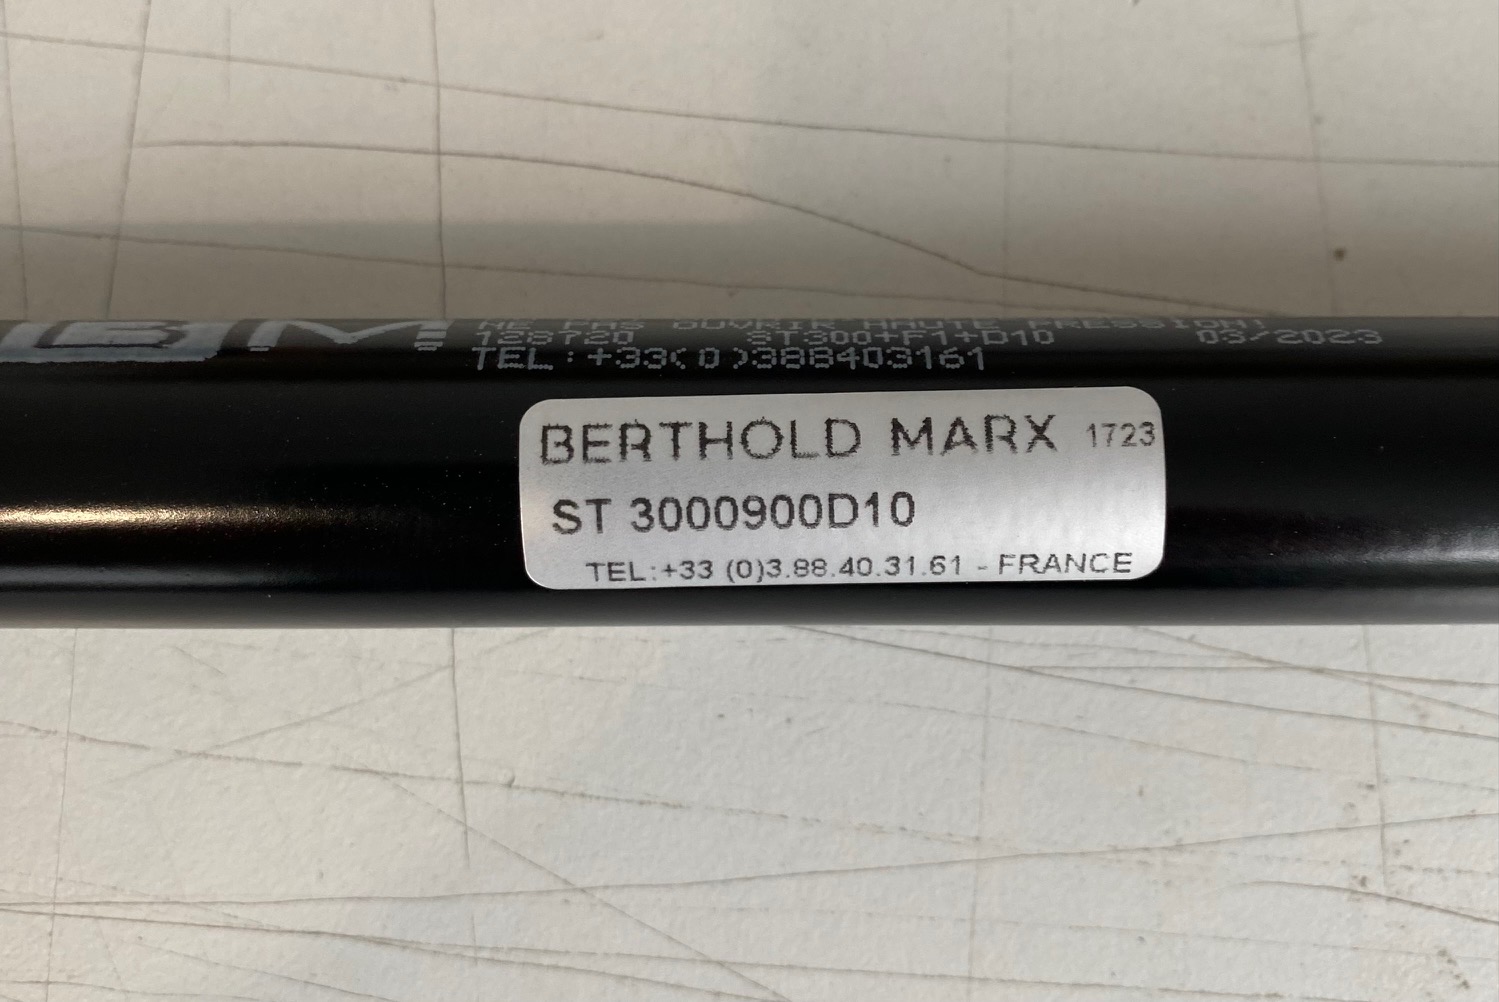 BM
NE PAS OUVRIR HAUTE PRESSION!
128720 ST300+F1+D10 03/2023
TEL.:+33(0)388403161
BERTHOLD MARX 1723
ST 3000900D10
TEL.:+33 (0)3.88.40.31.61 - FRANCE